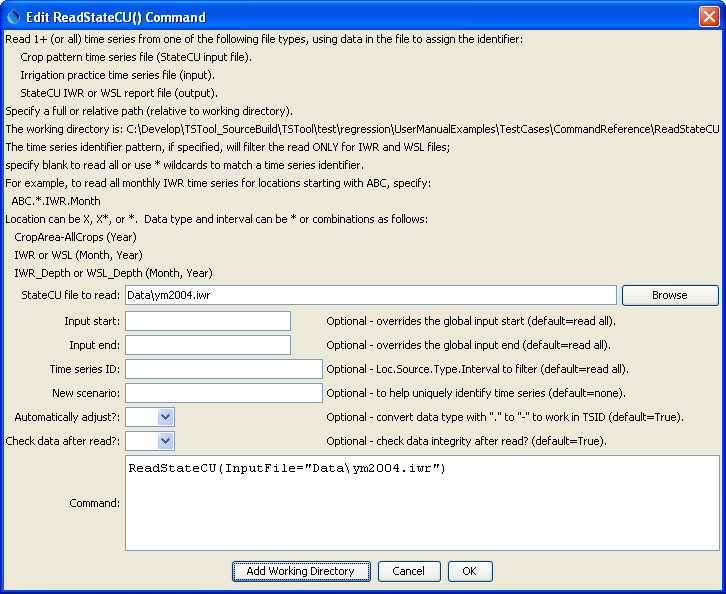 Edit ReadStateCU() Command
Read 1+ (or all) time series from one of the following file types, using data in the file to assign the identifier:
Crop pattern time series file (StateCU input file).
Irrigation practice time series file (input).
StateCU IWR or WSL report file (output).
Specify a full or relative path (relative to working directory).
The working directory is: C:\Develop\TSTool_SourceBuild\TSTool\test\regression\UserManualExamples\TestCases\CommandReference\ReadStateCU
The time series identifier pattern, if specified, will filter the read ONLY for IWR and WSL files;
specify blank to read all or use * wildcards to match a time series identifier.
For example, to read all monthly IWR time series for locations starting with ABC, specify:
ABC.*.IWR.Month
Location can be X, X*, or *.  Data type and interval can be * or combinations as follows:
CropArea-AllCrops (Year)
IWR or WSL (Month, Year)
IWR_Depth or WSL_Depth (Month, Year)
StateCU file to read: Data\ym2004.iwr Browse
Input start: Optional - overrides the global input start (default=read all).
Input end: Optional - overrides the global input end (default=read all).
Time series ID: Optional - Loc.Source.Type.Interval to filter (default=read all).
New scenario: Optional - to help uniquely identify time series (default=none).
Automatically adjust?: Optional - convert data type with "." to "-" to work in TSID (default=True).
Check data after read?: Optional - check data integrity after read? (default=True).
Command: ReadStateCU(InputFile="Data\ym2004.iwr")
Add Working Directory Cancel OK